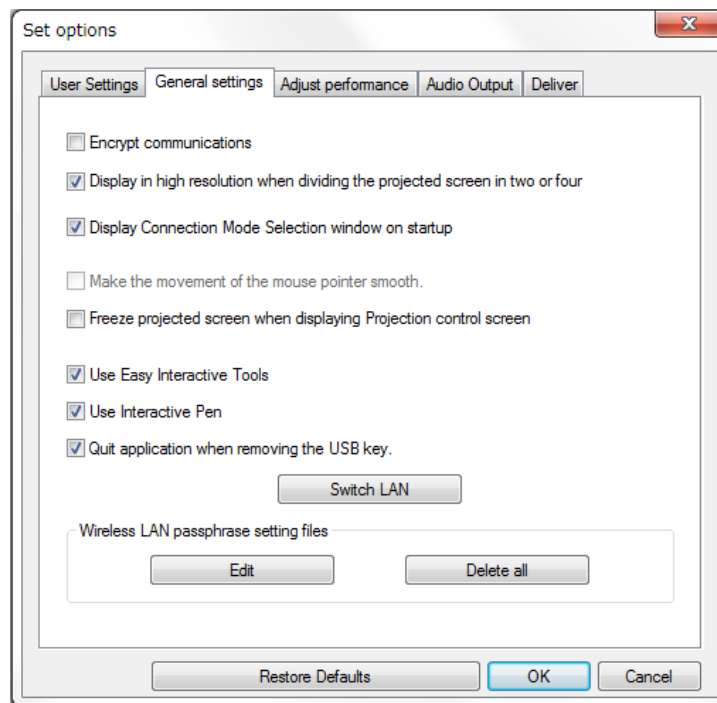 Set options
User Settings
General settings
Adjust performance
Audio Output
Deliver
Encrypt communications
Display in high resolution when dividing the projected screen in two or four
Display Connection Mode Selection window on startup
Make the movement of the mouse pointer smooth.
Freeze projected screen when displaying Projection control screen
Use Easy Interactive Tools
Use Interactive Pen
Quit application when removing the USB key.
Switch LAN
Wireless LAN passphrase setting files
Edit
Delete all
Restore Defaults
OK
Cancel